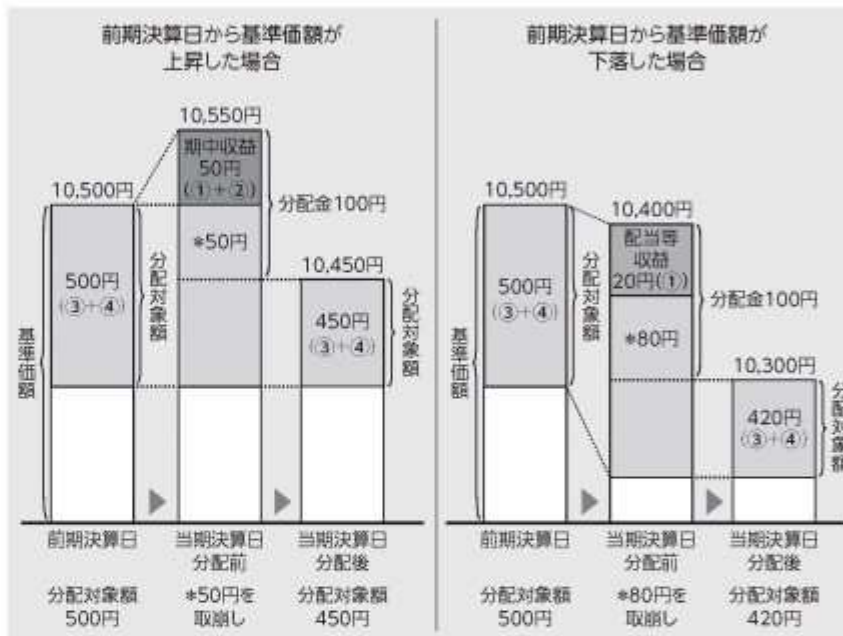 前期決算日から基準価額が
上昇した場合
10,550円
期中収益
50円
(①+②)
10,500円
分配金100円
*50円
10,450円
500円
(③+④)
分配対象額
450円
(③+④)
分配対象額
基準価額
前期決算日
当期決算日
分配前
当期決算日
分配後
分配対象額
500円
*50円を
取崩し
分配対象額
450円
前期決算日から基準価額が
下落した場合
10,500円
10,400円
配当等
収益
20円(①)
500円
(③+④)
分配対象額
分配金100円
*80円
10,300円
420円
(③+④)
分配対象額
基準価額
前期決算日
当期決算日
分配前
当期決算日
分配後
分配対象額
500円
*80円を
取崩し
分配対象額
420円